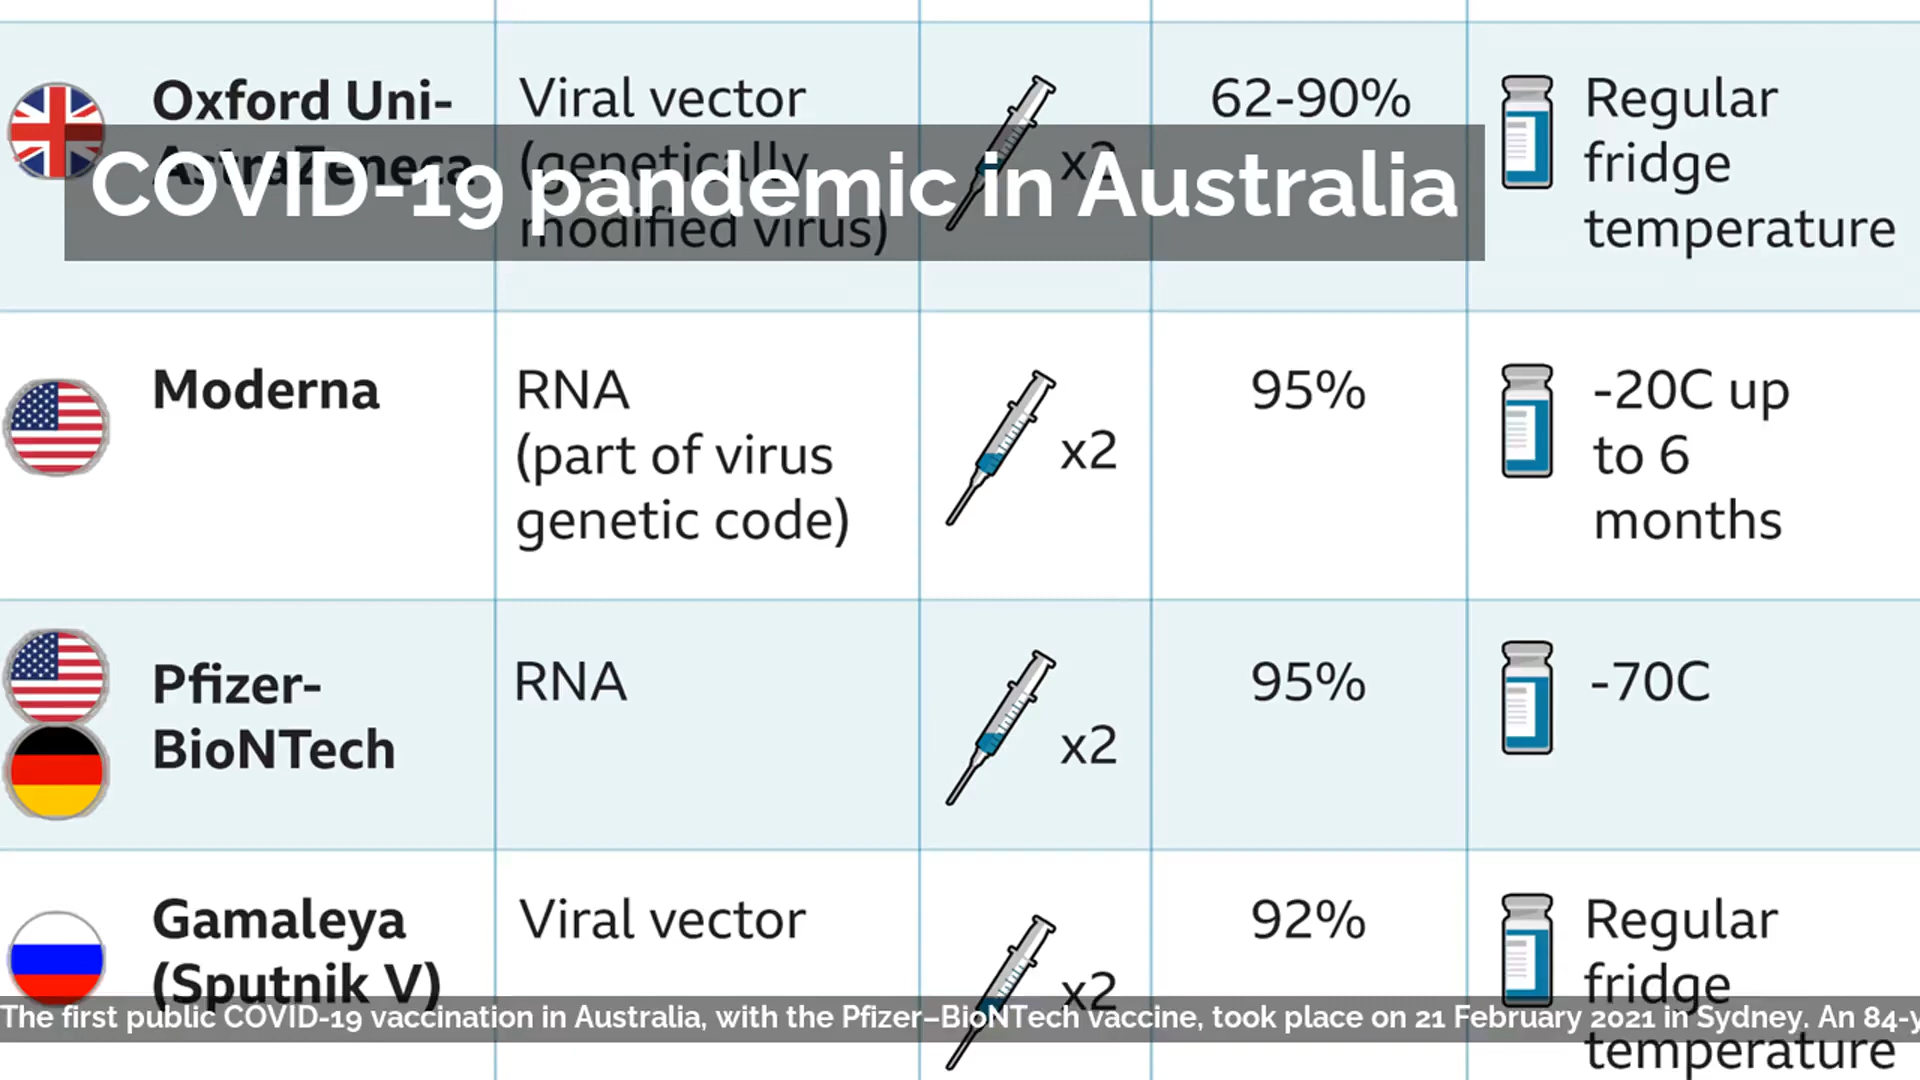 Oxford Uni-
AstraZeneca
Viral vector
(genetically
modified virus)
x2
62-90%
Regular
fridge
temperature
COVID-19 pandemic in Australia
Moderna
RNA
(part of virus
genetic code)
x2
95%
-20C up
to 6
months
Pfizer-
BioNTech
RNA
x2
95%
-70C
Gamaleya
(Sputnik V)
Viral vector
x2
92%
Regular
fridge
temperature
The first public COVID-19 vaccination in Australia, with the Pfizer–BioNTech vaccine, took place on 21 February 2021 in Sydney. An 84-y